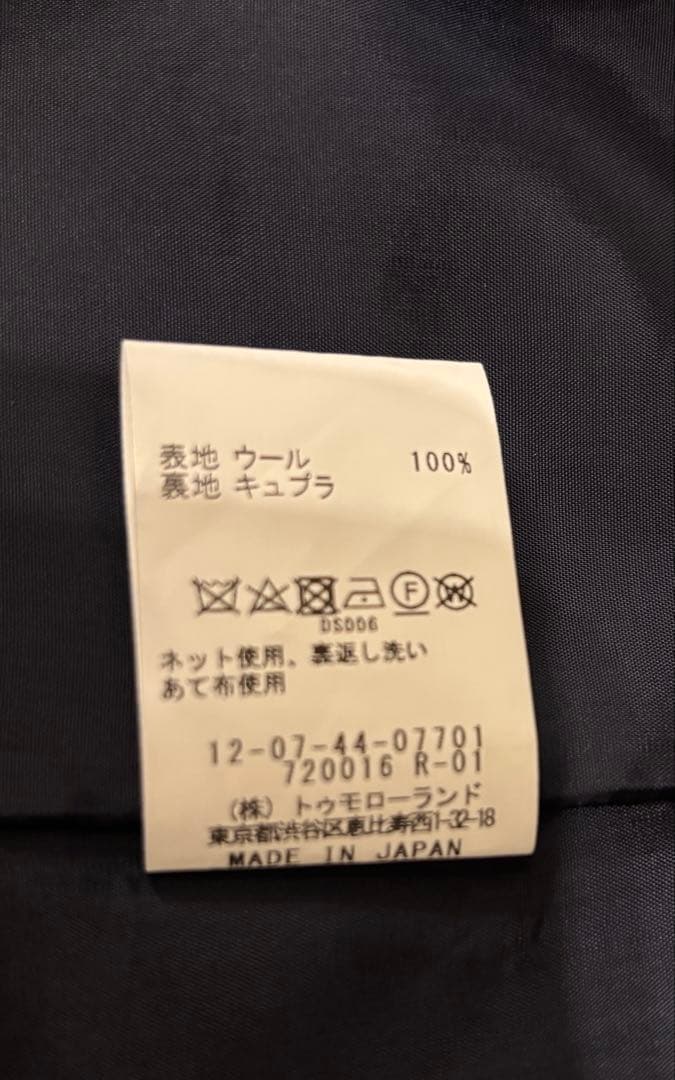 表地 ウール 100%
裏地 キュプラ
F W
DS006
ネット使用、裏返し洗い
あて布使用
12-07-44-07701
720016 R-01
(株) トゥモローランド
東京都渋谷区恵比寿西1-32-18
MADE IN JAPAN